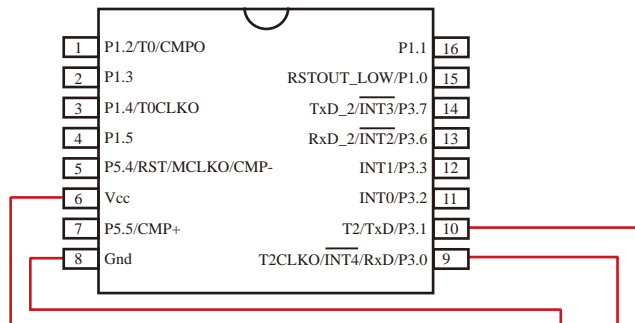 1 P1.2/T0/CMPO P1.1 16
2 P1.3 RSTOUT_LOW/P1.0 15
3 P1.4/T0CLKO TxD_2/INT3/P3.7 14
4 P1.5 RxD_2/INT2/P3.6 13
5 P5.4/RST/MCLKO/CMP- INT1/P3.3 12
6 Vcc INT0/P3.2 11
7 P5.5/CMP+ T2/TxD/P3.1 10
8 Gnd T2CLKO/INT4/RxD/P3.0 9